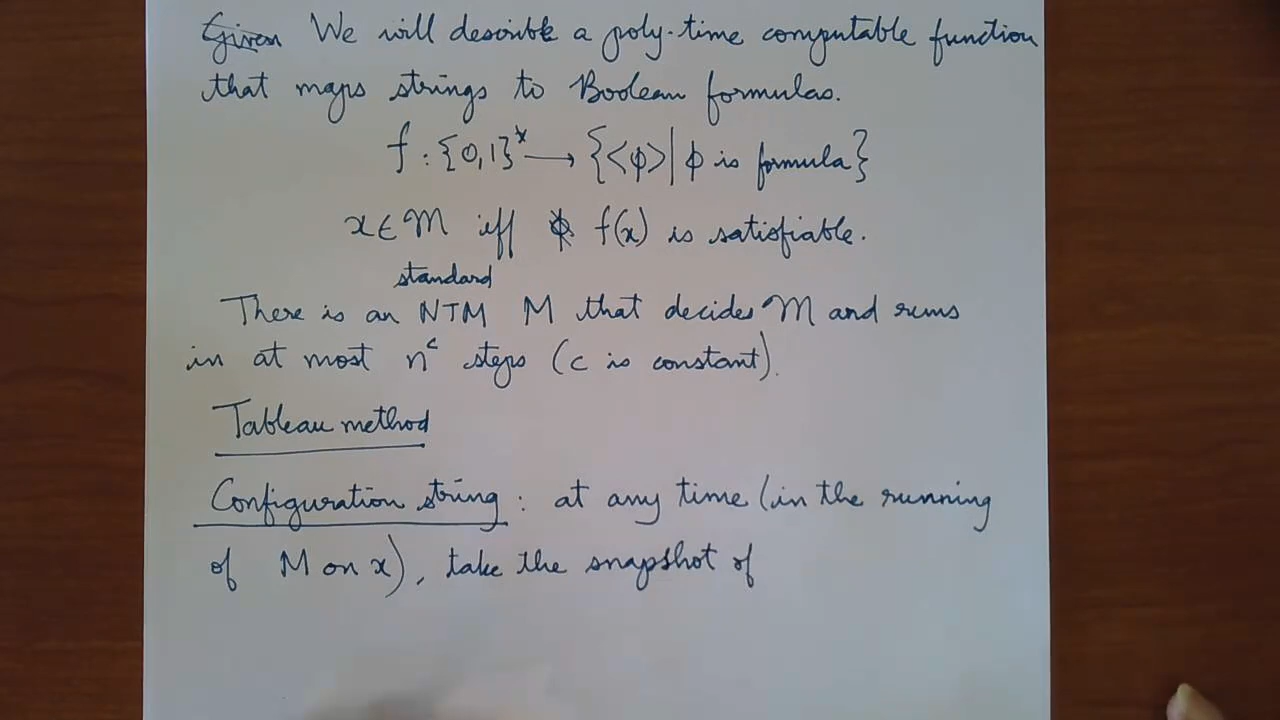 Given We will describe a poly-time computable function
that maps strings to Boolean formulas.
f : {0,1}* → {<φ> | φ is formula}
x ∈ M iff f(x) is satisfiable.
standard
There is an NTM M that decides M and runs
in at most n^c steps (c is constant).
Tableau method
Configuration string : at any time (in the running
of M on x), take the snapshot of